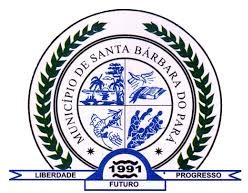 MUNICÍPIO DE SANTA BÁRBARA DO PARÁ
1991
LIBERDADE
PROGRESSO
FUTURO